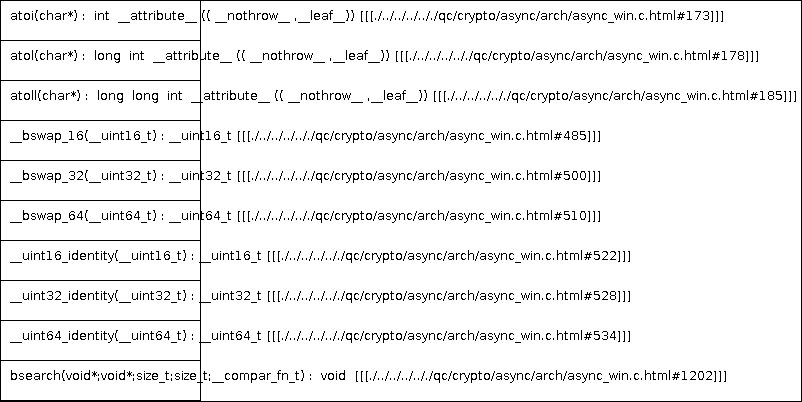 atoi(char*) : int __attribute__ (( __nothrow__ ,__leaf__)) [[[./../../../../qc/crypto/async/arch/async_win.c.html#173]]]
atol(char*) : long int __attribute__ (( __nothrow__ ,__leaf__)) [[[./../../../../qc/crypto/async/arch/async_win.c.html#178]]]
atoll(char*) : long long int __attribute__ (( __nothrow__ ,__leaf__)) [[[./../../../../qc/crypto/async/arch/async_win.c.html#185]]]
__bswap_16(__uint16_t) : __uint16_t [[[./../../../../qc/crypto/async/arch/async_win.c.html#485]]]
__bswap_32(__uint32_t) : __uint32_t [[[./../../../../qc/crypto/async/arch/async_win.c.html#500]]]
__bswap_64(__uint64_t) : __uint64_t [[[./../../../../qc/crypto/async/arch/async_win.c.html#510]]]
__uint16_identity(__uint16_t) : __uint16_t [[[./../../../../qc/crypto/async/arch/async_win.c.html#522]]]
__uint32_identity(__uint32_t) : __uint32_t [[[./../../../../qc/crypto/async/arch/async_win.c.html#528]]]
__uint64_identity(__uint64_t) : __uint64_t [[[./../../../../qc/crypto/async/arch/async_win.c.html#534]]]
bsearch(void*;void*;size_t;size_t;__compar_fn_t) : void [[[./../../../../qc/crypto/async/arch/async_win.c.html#1202]]]